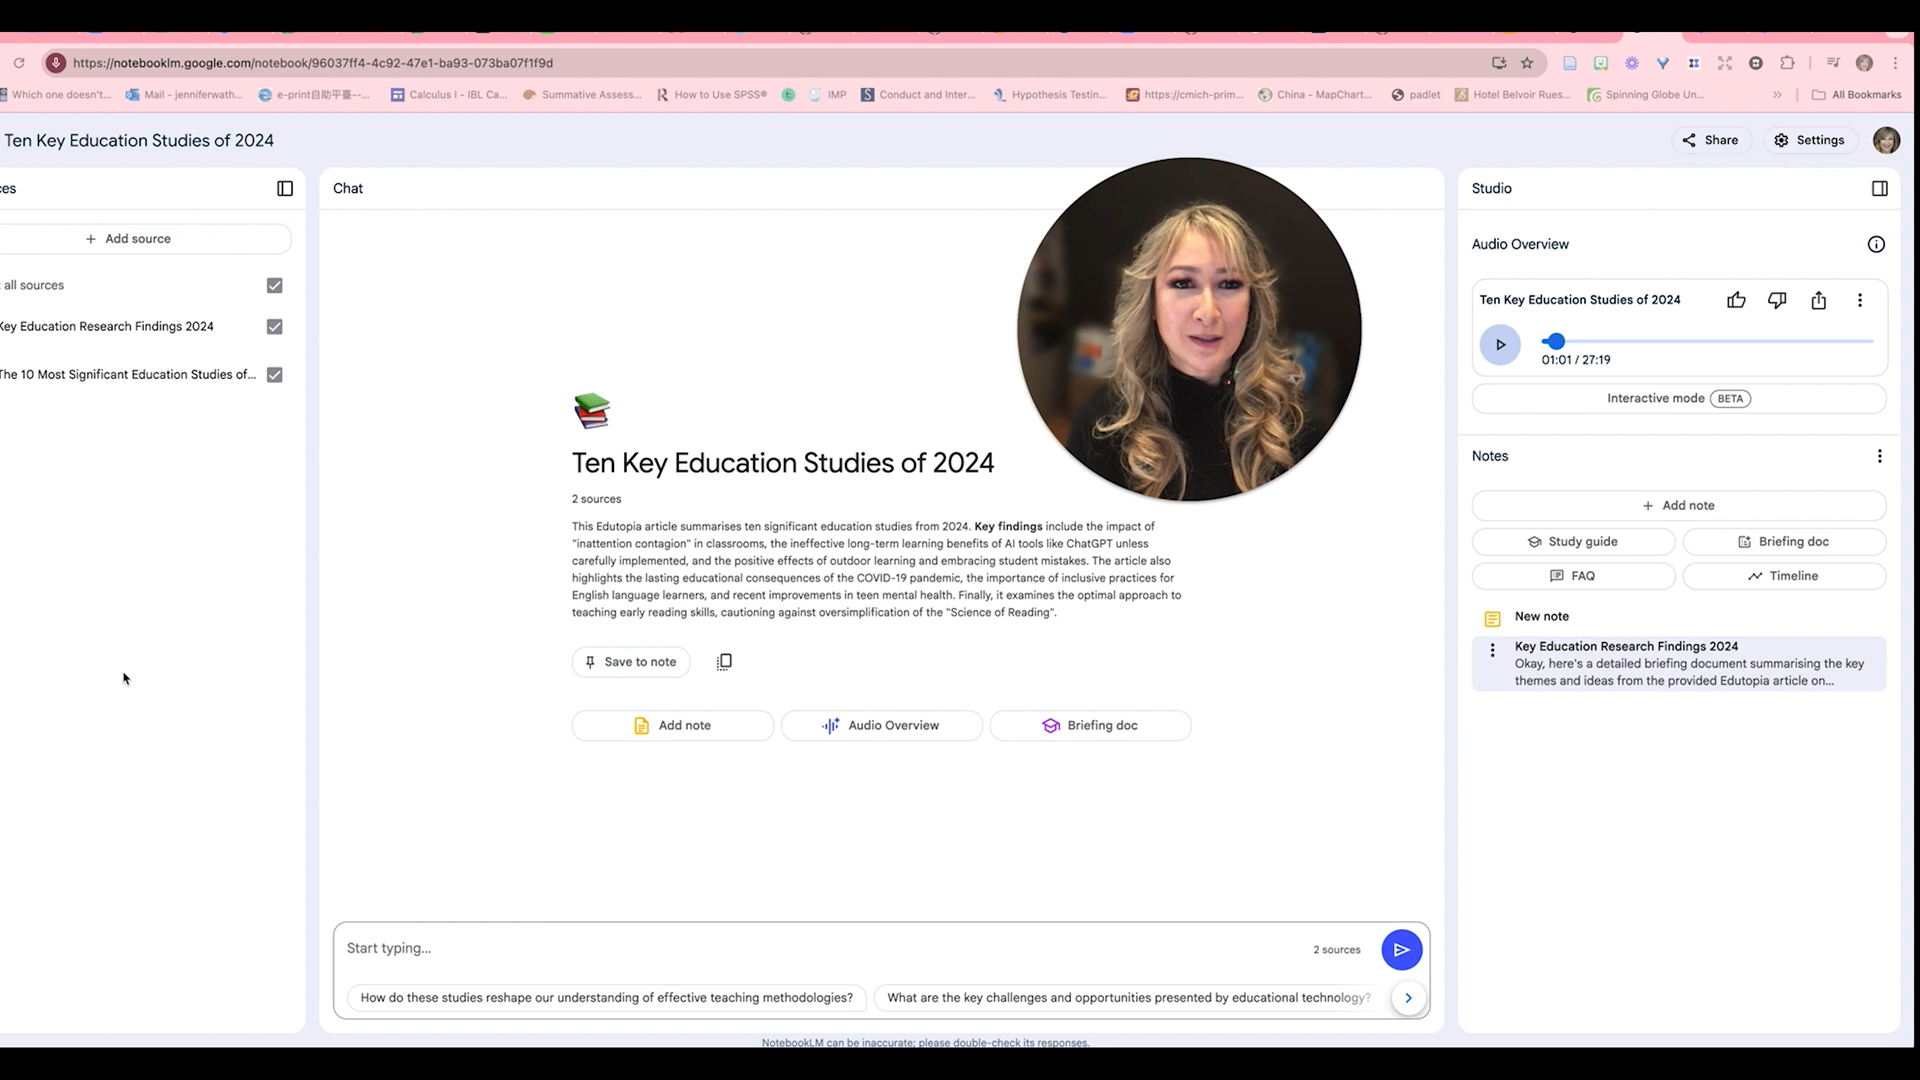 https://notebooklm.google.com/notebook/96037ff4-4c92-47e1-ba93-073ba07f1f9d
Which one doesn't... Mail - jenniferwath... e-print自助平臺--... Calculus I - IBL Ca... Summative Assess... How to Use SPSS® IMP Conduct and Inter... Hypothesis Testin... https://cmich-prim... China - MapChart... padlet Hotel Belvoir Rues... Spinning Globe Un... All Bookmarks
Ten Key Education Studies of 2024
Share
Settings
ces
Add source
all sources
Key Education Research Findings 2024
The 10 Most Significant Education Studies of...
Chat
Ten Key Education Studies of 2024
2 sources
This Edutopia article summarises ten significant education studies from 2024. Key findings include the impact of
"inattention contagion" in classrooms, the ineffective long-term learning benefits of AI tools like ChatGPT unless
carefully implemented, and the positive effects of outdoor learning and embracing student mistakes. The article also
highlights the lasting educational consequences of the COVID-19 pandemic, the importance of inclusive practices for
English language learners, and recent improvements in teen mental health. Finally, it examines the optimal approach to
teaching early reading skills, cautioning against oversimplification of the "Science of Reading".
Save to note
Add note
Audio Overview
Briefing doc
Start typing...
2 sources
How do these studies reshape our understanding of effective teaching methodologies?
What are the key challenges and opportunities presented by educational technology?
NotebookLM can be inaccurate; please double-check its responses.
Studio
Audio Overview
Ten Key Education Studies of 2024
01:01 / 27:19
Interactive mode BETA
Notes
Add note
Study guide
Briefing doc
FAQ
Timeline
New note
Key Education Research Findings 2024
Okay, here's a detailed briefing document summarising the key
themes and ideas from the provided Edutopia article on...